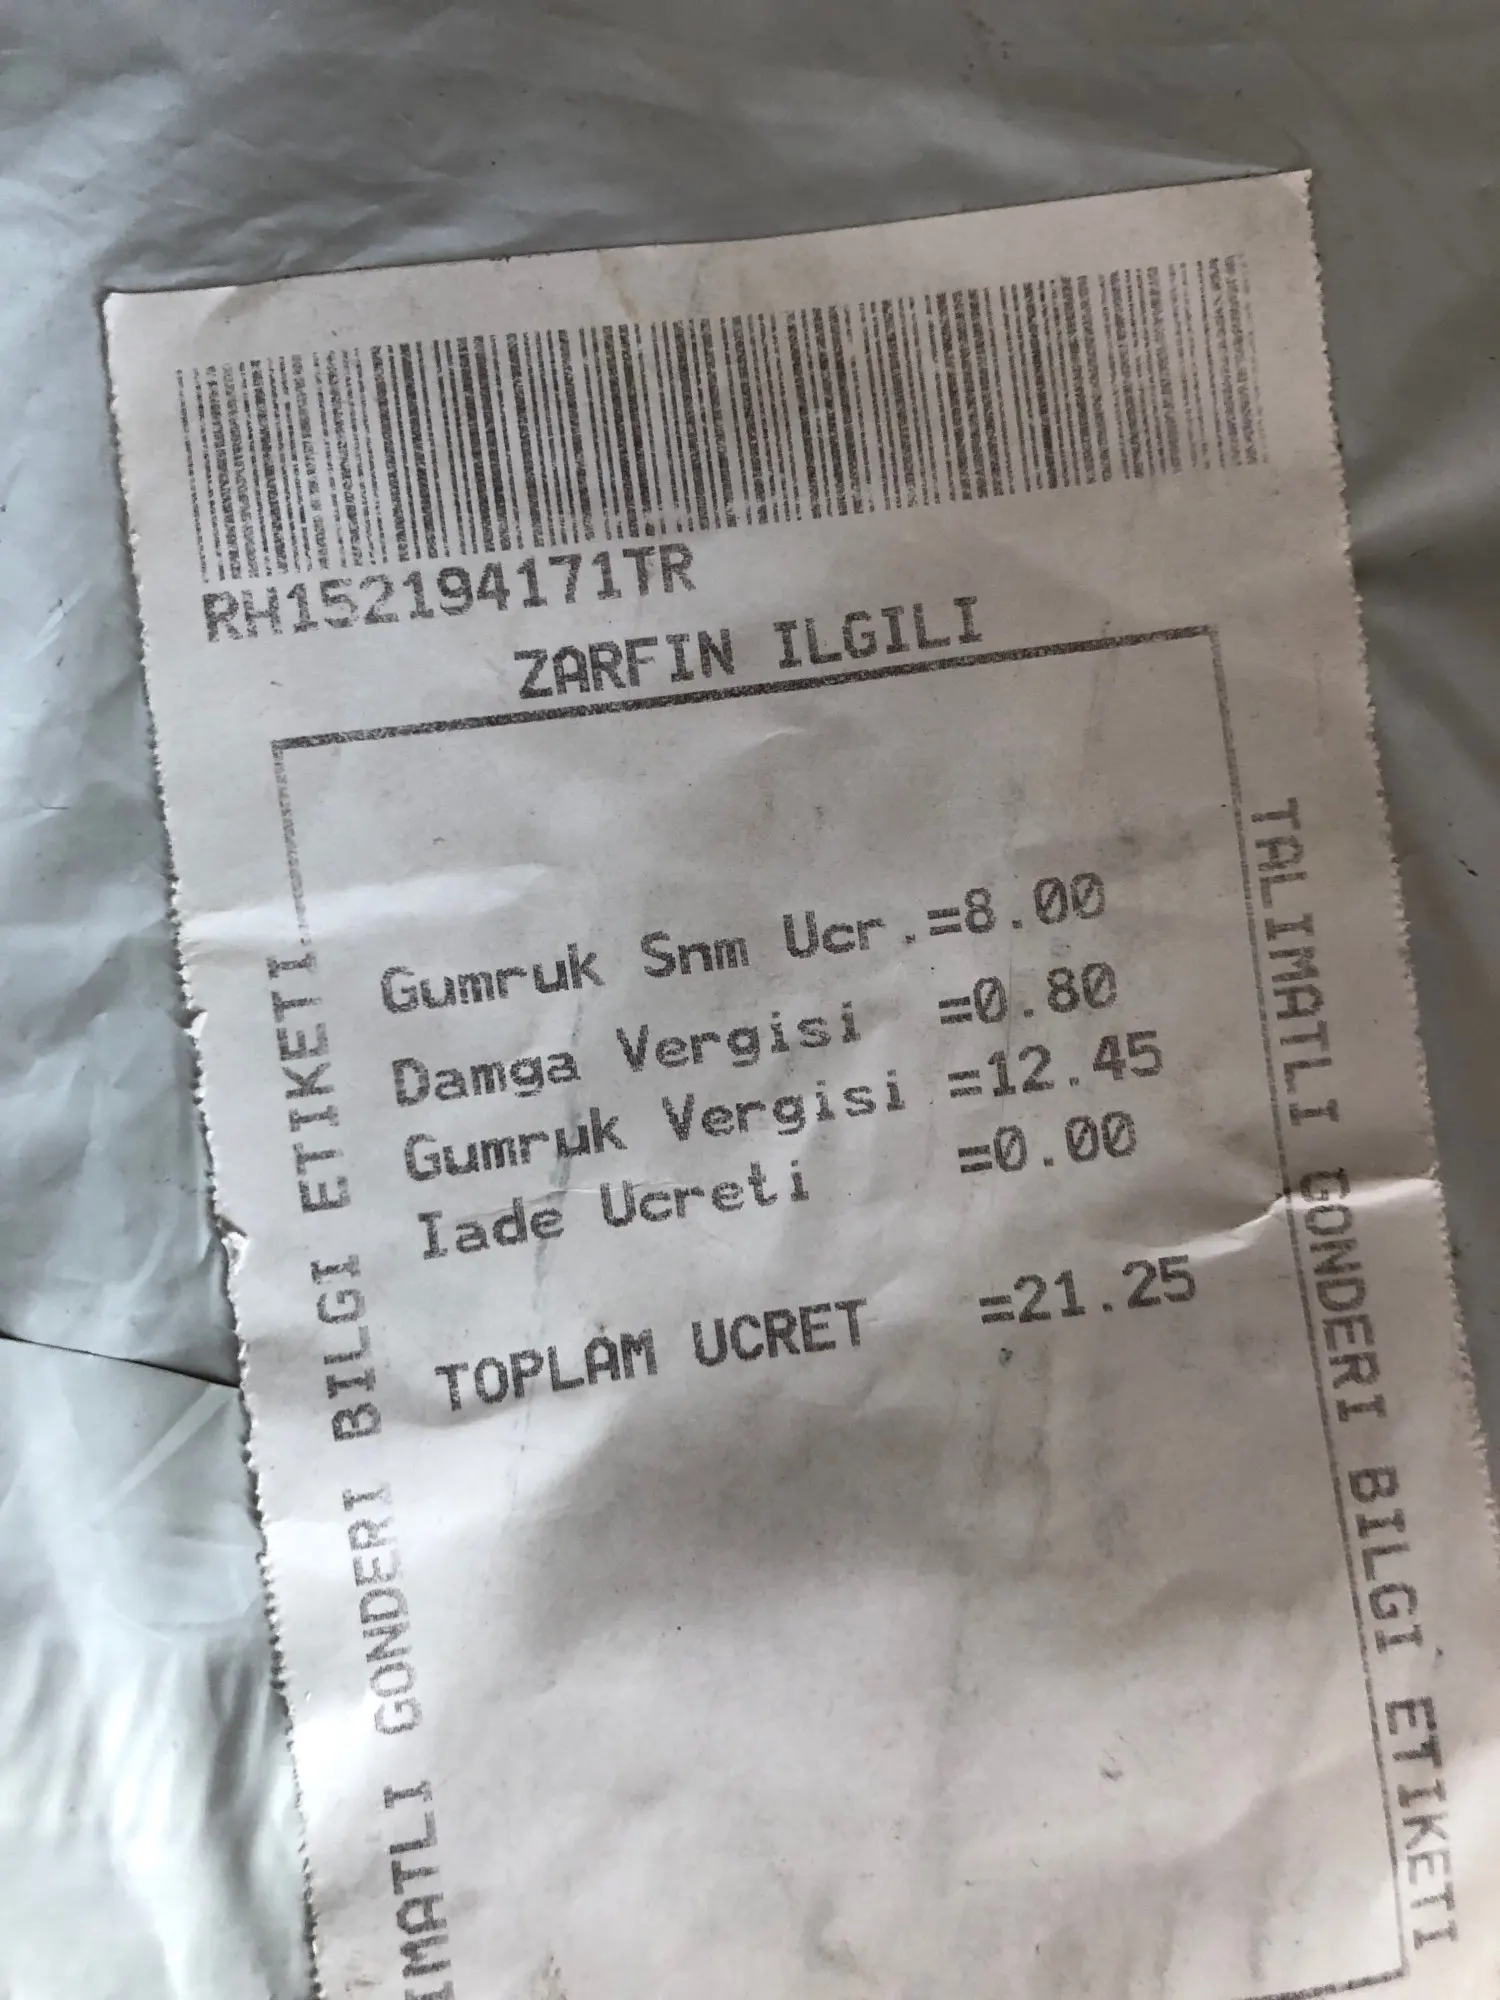 RH152194171TR
ZARFIN ILGILI
Gumruk Snm Ucr.=8.00
Damga Vergisi =0.80
Gumruk Vergisi =12.45
Iade Ucreti =0.00
TOPLAM UCRET =21.25
IMATLI GONDERI BILGI ETIKETI
TALIMATLI GONDERI BILGI ETIKETI